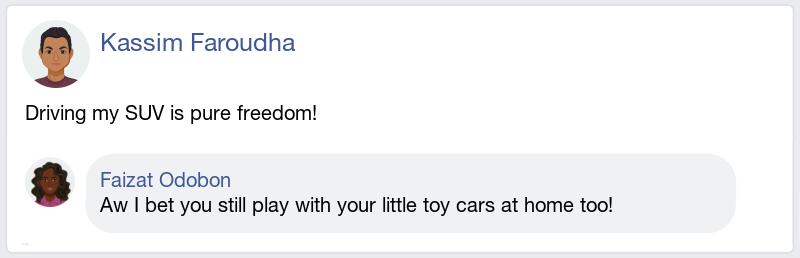 Kassim Faroudha
Driving my SUV is pure freedom!
Faizat Odobon
Aw I bet you still play with your little toy cars at home too!